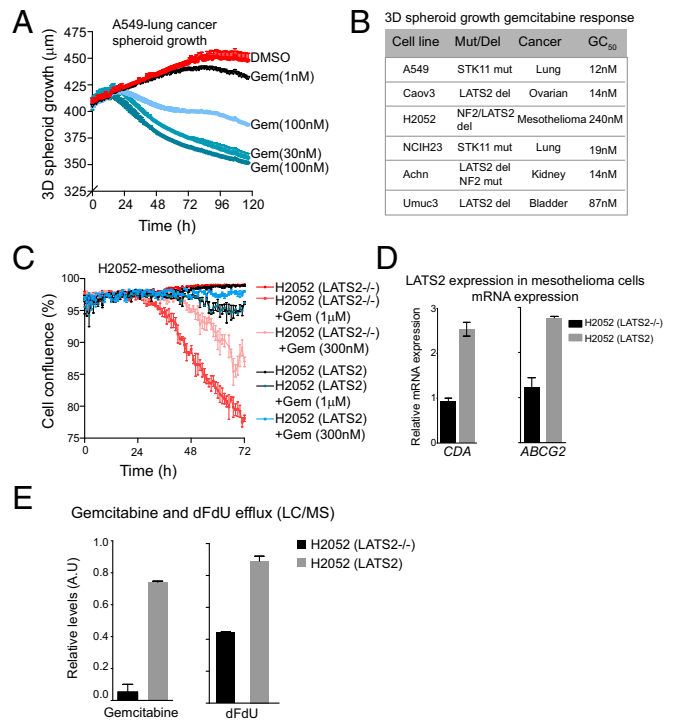 A
A549-lung cancer
spheroid growth
3D spheroid growth (μm)
475
450
425
400
375
350
325
0
24
48
72
96
120
Time (h)
DMSO
Gem(1nM)
Gem(100nM)
Gem(30nM)
Gem(100nM)
B
3D spheroid growth gemcitabine response
Cell line Mut/Del Cancer GC50
A549 STK11 mut Lung 12nM
Caov3 LATS2 del Ovarian 14nM
H2052 NF2/LATS2 del Mesothelioma 240nM
NCIH23 STK11 mut Lung 19nM
Achn LATS2 del NF2 mut Kidney 14nM
Umuc3 LATS2 del Bladder 87nM
C
H2052-mesothelioma
Cell confluence (%)
100
95
90
85
80
75
0
24
48
72
Time (h)
H2052 (LATS2-/-)
H2052 (LATS2-/-)
+Gem (1μM)
H2052 (LATS2-/-)
+Gem (300nM)
H2052 (LATS2)
H2052 (LATS2)
+Gem (1μM)
H2052 (LATS2)
+Gem (300nM)
D
LATS2 expression in mesothelioma cells
mRNA expression
Relative mRNA expression
3
2
1
0
CDA
ABCG2
H2052 (LATS2-/-)
H2052 (LATS2)
E
Gemcitabine and dFdU efflux (LC/MS)
Relative levels (A.U)
1.0
0.8
0.6
0.4
0.2
0.0
Gemcitabine
dFdU
H2052 (LATS2-/-)
H2052 (LATS2)